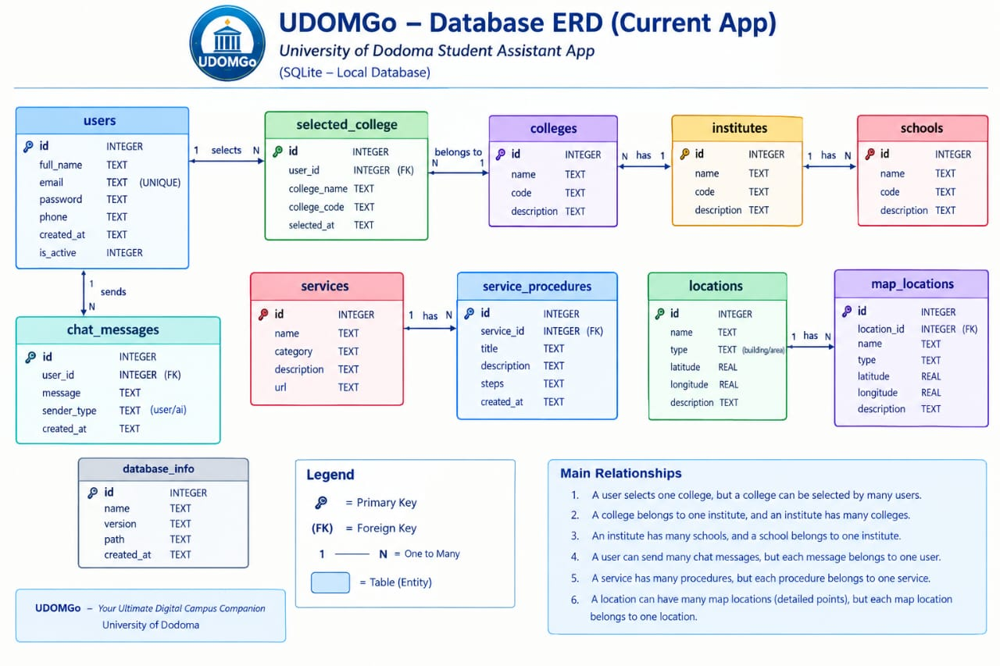 UDOMGo
UDOMGo – Database ERD (Current App)
University of Dodoma Student Assistant App
(SQLite – Local Database)
users
id INTEGER
full_name TEXT
email TEXT (UNIQUE)
password TEXT
phone TEXT
created_at TEXT
is_active INTEGER
1 selects N
selected_college
id INTEGER
user_id INTEGER (FK)
college_name TEXT
college_code TEXT
selected_at TEXT
belongs to
N 1
colleges
id INTEGER
name TEXT
code TEXT
description TEXT
N has 1
institutes
id INTEGER
name TEXT
code TEXT
description TEXT
1 has N
schools
id INTEGER
name TEXT
code TEXT
description TEXT
1
sends
N
chat_messages
id INTEGER
user_id INTEGER (FK)
message TEXT
sender_type TEXT (user/ai)
created_at TEXT
services
id INTEGER
name TEXT
category TEXT
description TEXT
url TEXT
1 has N
service_procedures
id INTEGER
service_id INTEGER (FK)
title TEXT
description TEXT
steps TEXT
created_at TEXT
locations
id INTEGER
name TEXT
type TEXT (building/area)
latitude REAL
longitude REAL
description TEXT
1 has N
map_locations
id INTEGER
location_id INTEGER (FK)
name TEXT
type TEXT
latitude REAL
longitude REAL
description TEXT
database_info
id INTEGER
name TEXT
version TEXT
path TEXT
created_at TEXT
Legend
= Primary Key
(FK) = Foreign Key
1 N = One to Many
= Table (Entity)
Main Relationships
1. A user selects one college, but a college can be selected by many users.
2. A college belongs to one institute, and an institute has many colleges.
3. An institute has many schools, and a school belongs to one institute.
4. A user can send many chat messages, but each message belongs to one user.
5. A service has many procedures, but each procedure belongs to one service.
6. A location can have many map locations (detailed points), but each map location
belongs to one location.
UDOMGo – Your Ultimate Digital Campus Companion
University of Dodoma